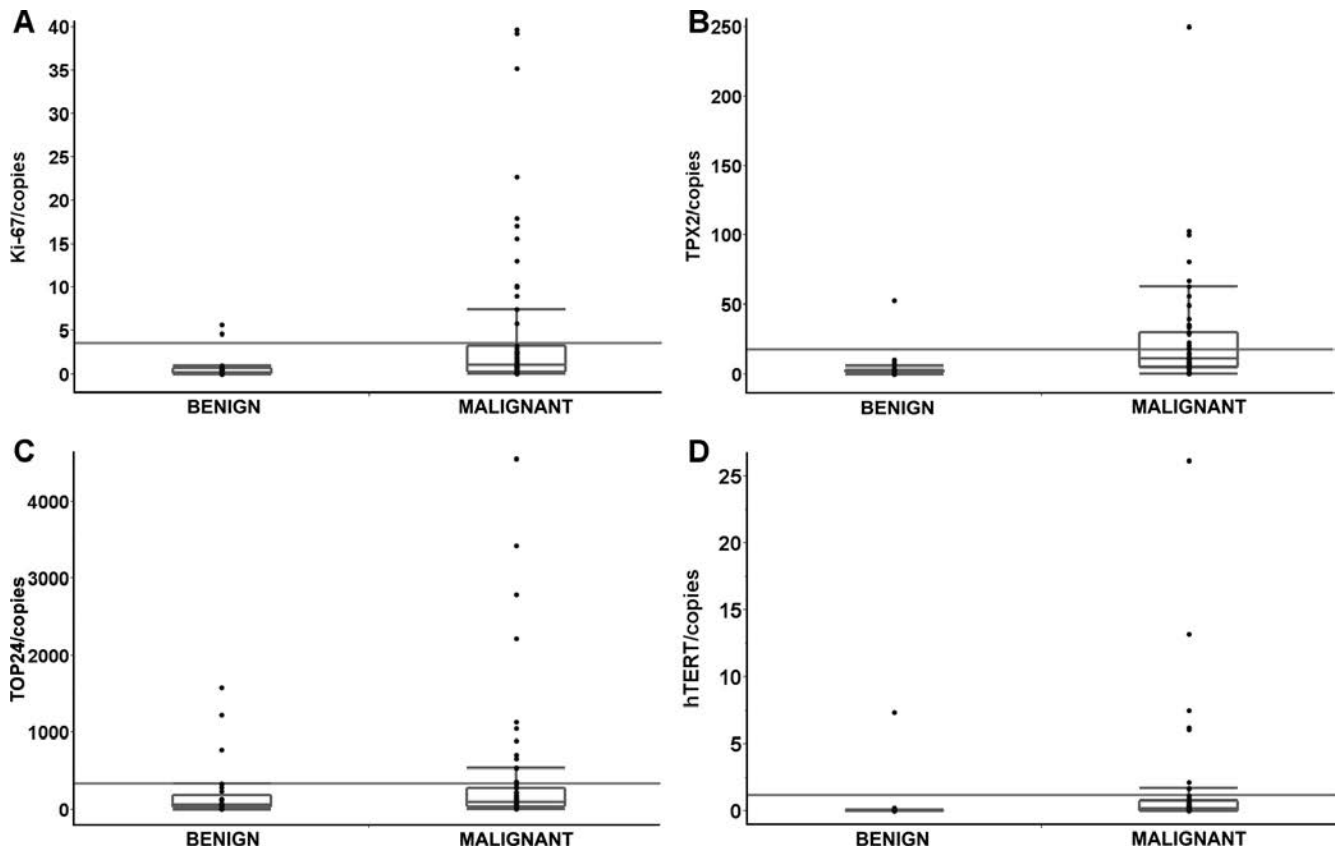 A
Ki-67/copies
40
35
30
25
20
15
10
5
0
BENIGN
MALIGNANT
B
TPX2/copies
250
200
150
100
50
0
BENIGN
MALIGNANT
C
TOP24/copies
4000
3000
2000
1000
0
BENIGN
MALIGNANT
D
hTERT/copies
25
20
15
10
5
0
BENIGN
MALIGNANT